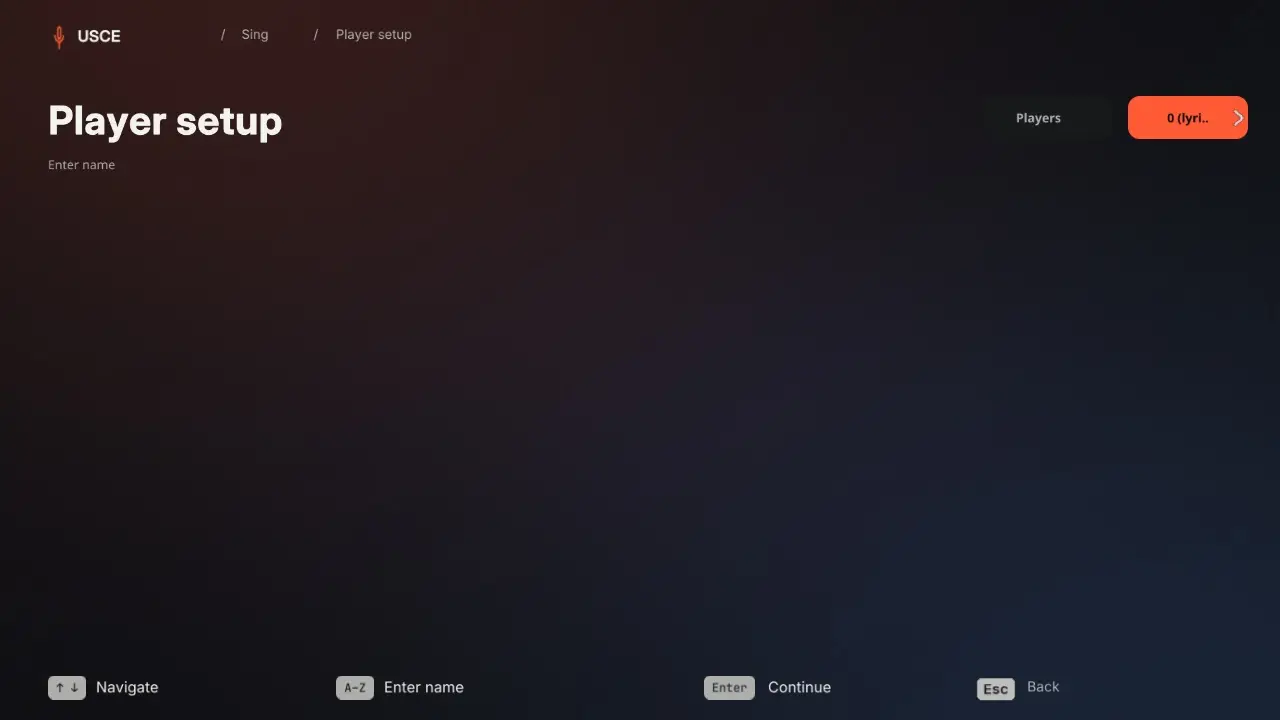 USCE / Sing / Player setup
Player setup
Players 0 (lyri..
Enter name
↑ ↓ Navigate A-Z Enter name Enter Continue Esc Back